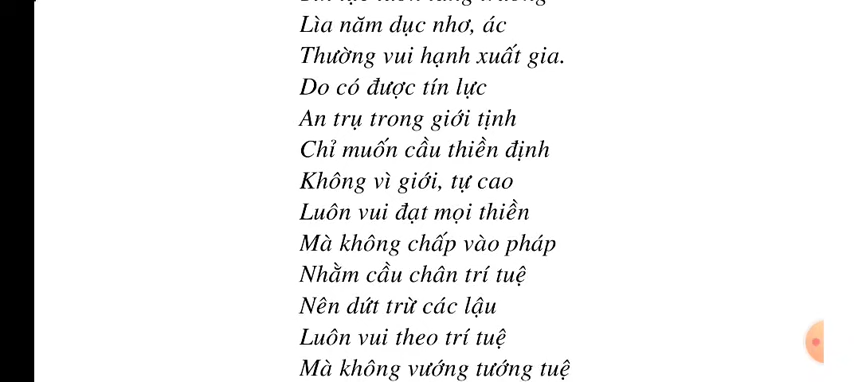 Lìa năm dục nhơ, ác
Thường vui hạnh xuất gia.
Do có được tín lực
An trụ trong giới tịnh
Chỉ muốn cầu thiền định
Không vì giới, tự cao
Luôn vui đạt mọi thiền
Mà không chấp vào pháp
Nhằm cầu chân trí tuệ
Nên dứt trừ các lậu
Luôn vui theo trí tuệ
Mà không vướng tướng tuệ